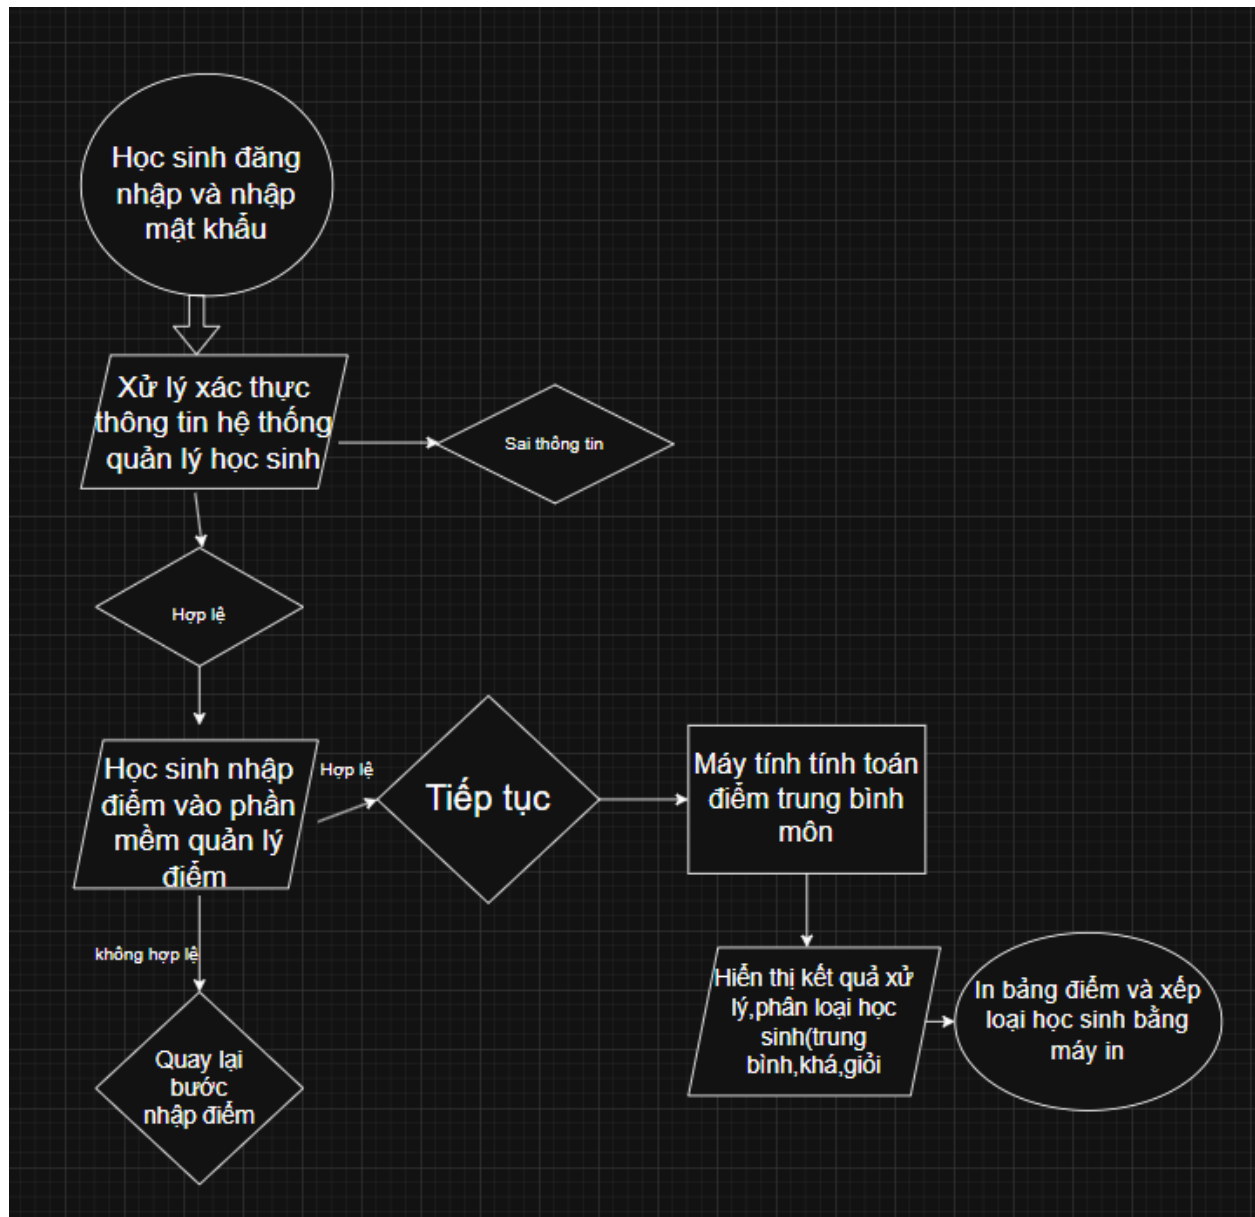 Học sinh đăng
nhập và nhập
mật khẩu
Xử lý xác thực
thông tin hệ thống
quản lý học sinh
Sai thông tin
Hợp lệ
Học sinh nhập
điểm vào phần
mềm quản lý
điểm
Hợp lệ
Tiếp tục
Máy tính tính toán
điểm trung bình
môn
không hợp lệ
Quay lại
bước
nhập điểm
Hiển thị kết quả xử
lý,phân loại học
sinh(trung
bình,khá,giỏi
In bảng điểm và xếp
loại học sinh bằng
máy in